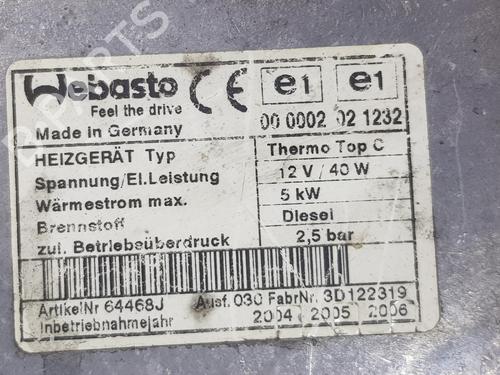 Webasto
Feel the drive
CE e1 e1
Made in Germany
00 0002 02 1232
HEIZGERÄT Typ Thermo Top C
Spannung/El.Leistung 12 V / 40 W
Wärmestrom max. 5 kW
Brennstoff Diesel
zul. Betriebsüberdruck 2,5 bar
ArtikelNr 64468J Ausf. 030 FabrNr. 3D122319
Inbetriebnahmejahr 2004 2005 2006